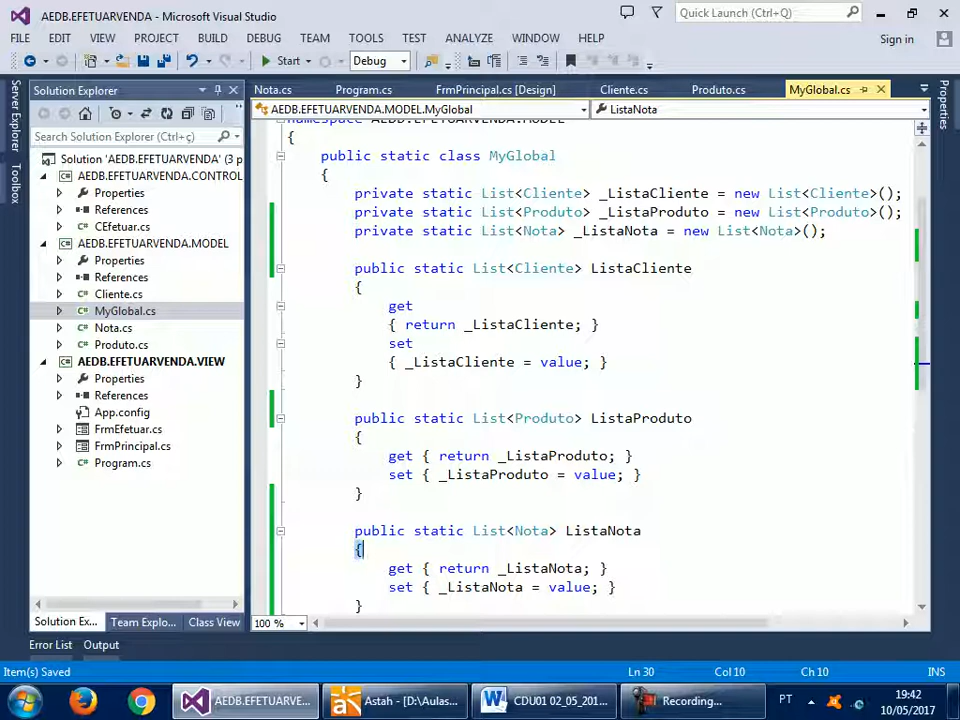 AEDB.EFETUARVENDA - Microsoft Visual Studio
Quick Launch (Ctrl+Q)
FILE EDIT VIEW PROJECT BUILD DEBUG TEAM TOOLS TEST ANALYZE WINDOW HELP
Sign in
Start Debug
Server Explorer
Toolbox
Properties
Solution Explorer
Search Solution Explorer (Ctrl+ç)
Solution 'AEDB.EFETUARVENDA' (3 p
AEDB.EFETUARVENDA.CONTROL
Properties
References
CEfetuar.cs
AEDB.EFETUARVENDA.MODEL
Properties
References
Cliente.cs
MyGlobal.cs
Nota.cs
Produto.cs
AEDB.EFETUARVENDA.VIEW
Properties
References
App.config
FrmEfetuar.cs
FrmPrincipal.cs
Program.cs
Solution Ex... Team Explo... Class View
Nota.cs Program.cs FrmPrincipal.cs [Design] Cliente.cs Produto.cs MyGlobal.cs
AEDB.EFETUARVENDA.MODEL.MyGlobal ListaNota
namespace AEDB.EFETUARVENDA.MODEL
{
public static class MyGlobal
{
private static List<Cliente> _ListaCliente = new List<Cliente>();
private static List<Produto> _ListaProduto = new List<Produto>();
private static List<Nota> _ListaNota = new List<Nota>();
public static List<Cliente> ListaCliente
{
get
{ return _ListaCliente; }
set
{ _ListaCliente = value; }
}
public static List<Produto> ListaProduto
{
get { return _ListaProduto; }
set { _ListaProduto = value; }
}
public static List<Nota> ListaNota
{
get { return _ListaNota; }
set { _ListaNota = value; }
}
100 %
Error List Output
Item(s) Saved Ln 30 Col 10 Ch 10 INS
AEDB.EFETUARVE... Astah - [D:\Aulas... CDU01 02_05_201... Recording... PT 19:42
10/05/2017